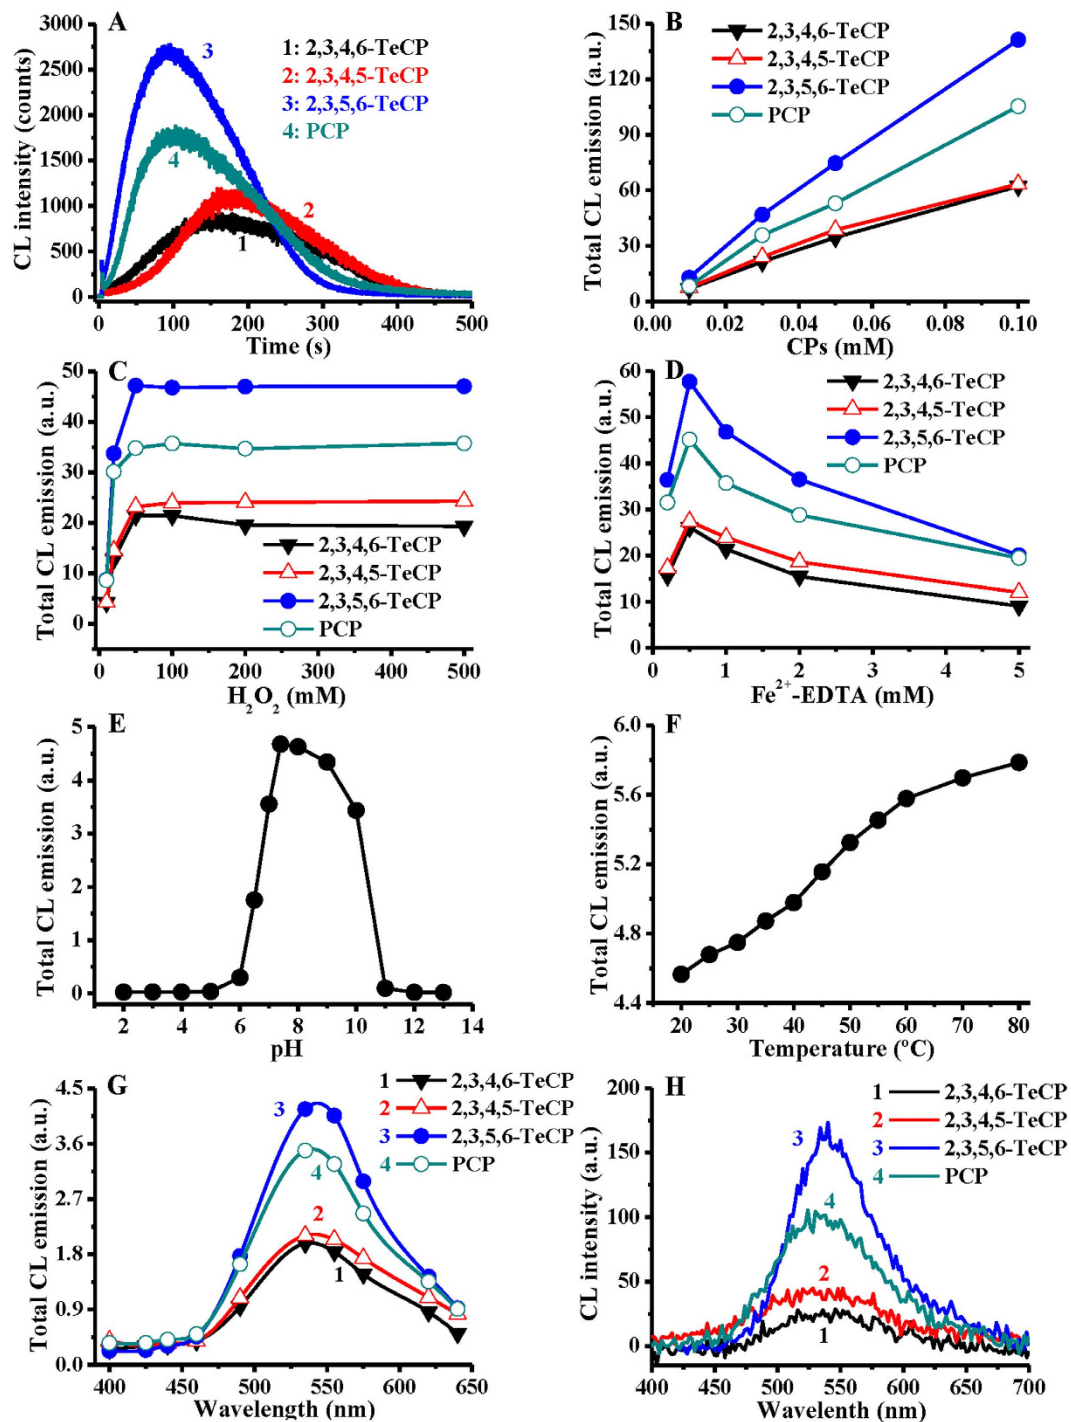 A
CL intensity (counts)
3000
2500
2000
1500
1000
500
0
0 100 200 300 400 500
Time (s)
1: 2,3,4,6-TeCP
2: 2,3,4,5-TeCP
3: 2,3,5,6-TeCP
4: PCP
3
4
2
1
B
Total CL emission (a.u.)
150
120
90
60
30
0
0.00 0.02 0.04 0.06 0.08 0.10
CPs (mM)
2,3,4,6-TeCP
2,3,4,5-TeCP
2,3,5,6-TeCP
PCP
C
Total CL emission (a.u.)
50
40
30
20
10
0
0 100 200 300 400 500
H₂O₂ (mM)
2,3,4,6-TeCP
2,3,4,5-TeCP
2,3,5,6-TeCP
PCP
D
Total CL emission (a.u.)
60
50
40
30
20
10
0
0 1 2 3 4 5
Fe²⁺-EDTA (mM)
2,3,4,6-TeCP
2,3,4,5-TeCP
2,3,5,6-TeCP
PCP
E
Total CL emission (a.u.)
5
4
3
2
1
0
2 4 6 8 10 12 14
pH
F
Total CL emission (a.u.)
6.0
5.6
5.2
4.8
4.4
20 30 40 50 60 70 80
Temperature (°C)
G
Total CL emission (a.u.)
4.5
3.6
2.7
1.8
0.9
0.0
400 450 500 550 600 650
Wavelength (nm)
1 2,3,4,6-TeCP
2 2,3,4,5-TeCP
3 2,3,5,6-TeCP
4 PCP
3
4
2
1
H
CL intensity (a.u.)
200
150
100
50
0
400 450 500 550 600 650 700
Wavelenth (nm)
1 2,3,4,6-TeCP
2 2,3,4,5-TeCP
3 2,3,5,6-TeCP
4 PCP
3
4
2
1